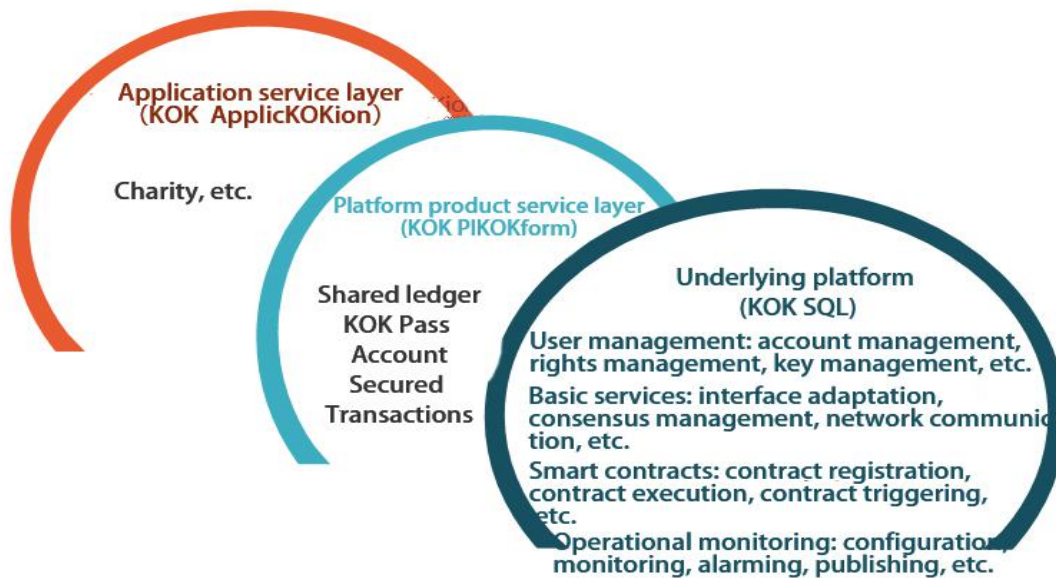 Application service layer
(KOK ApplicKOKion)
Charity, etc.
Platform product service layer
(KOK PlKOKform)
Shared ledger
KOK Pass
Account
Secured
Transactions
Underlying platform
(KOK SQL)
User management: account management,
rights management, key management, etc.
Basic services: interface adaptation,
consensus management, network communic
tion, etc.
Smart contracts: contract registration,
contract execution, contract triggering,
etc.
Operational monitoring: configuration,
monitoring, alarming, publishing, etc.